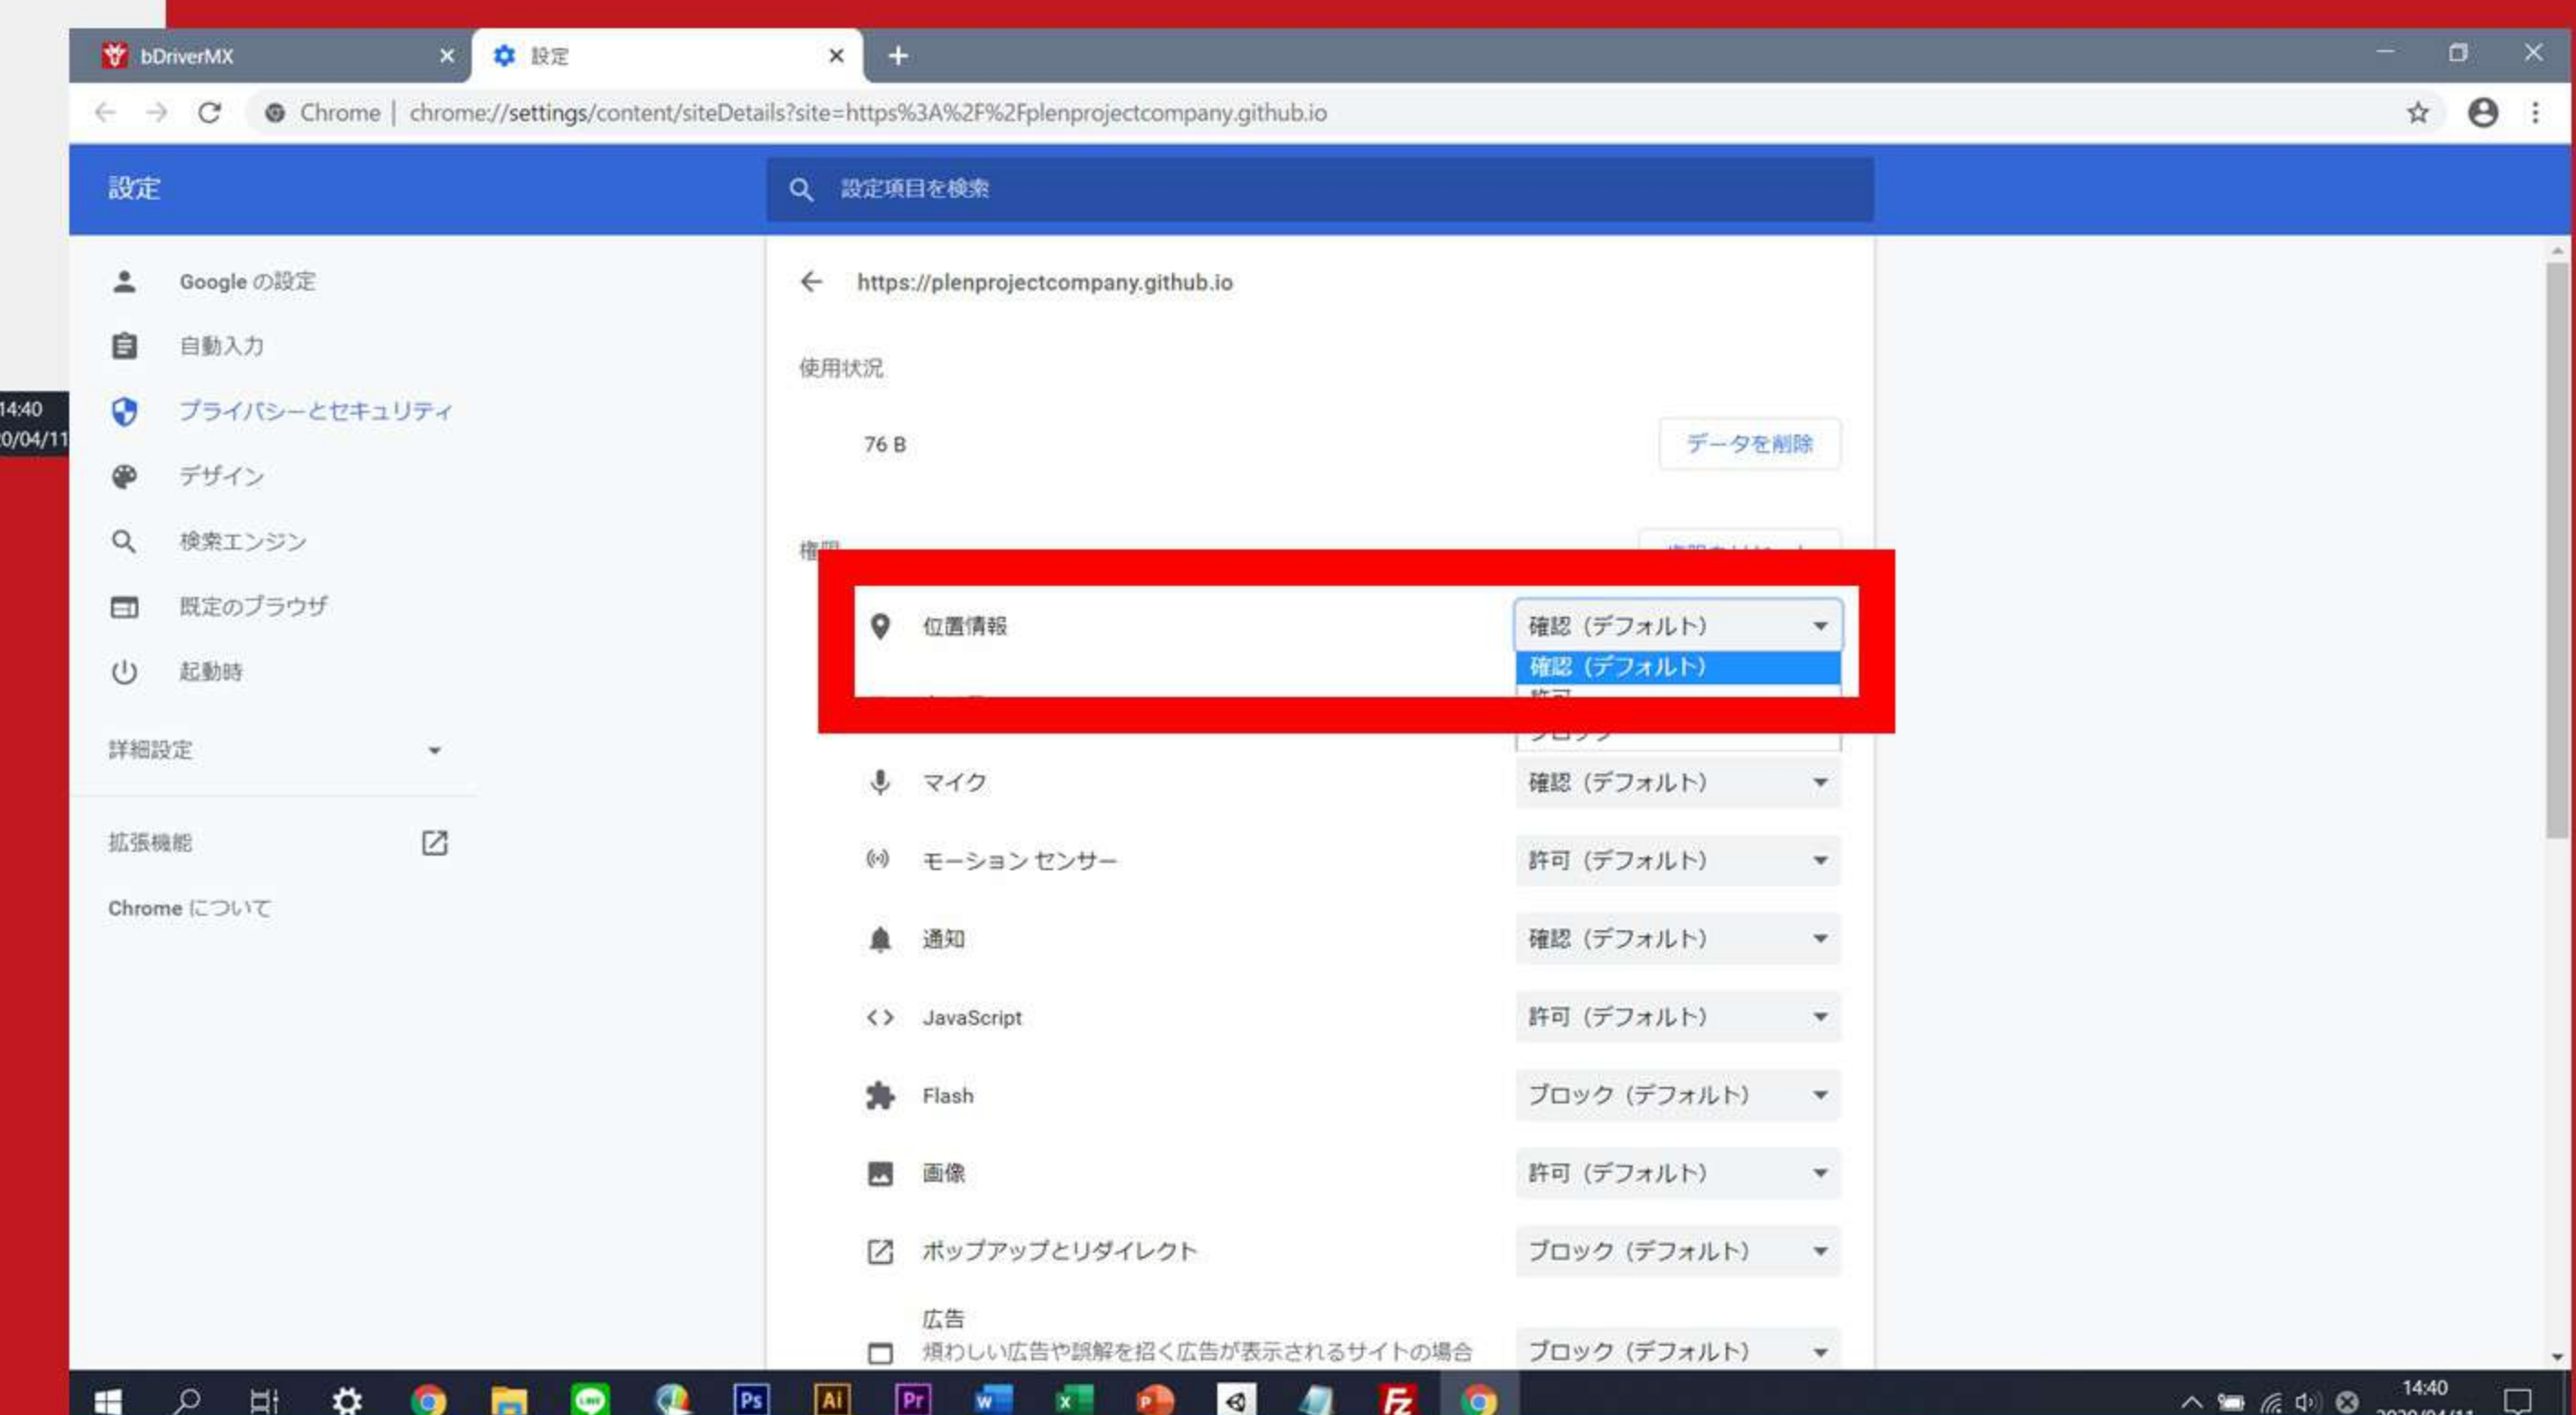 bDriverMX
設定
Chrome | chrome://settings/content/siteDetails?site=https%3A%2F%2Fplenprojectcompany.github.io
設定
設定項目を検索
Google の設定
自動入力
プライバシーとセキュリティ
デザイン
検索エンジン
既定のブラウザ
起動時
詳細設定
拡張機能
Chrome について
14:40
0/04/11
https://plenprojectcompany.github.io
使用状況
76 B
データを削除
位置情報
確認（デフォルト）
確認（デフォルト）
マイク
確認（デフォルト）
モーション センサー
許可（デフォルト）
通知
確認（デフォルト）
JavaScript
許可（デフォルト）
Flash
ブロック（デフォルト）
画像
許可（デフォルト）
ポップアップとリダイレクト
ブロック（デフォルト）
広告
煩わしい広告や誤解を招く広告が表示されるサイトの場合
ブロック（デフォルト）
LINE
Ps
Ai
Pr
W
X
P
Fz
14:40